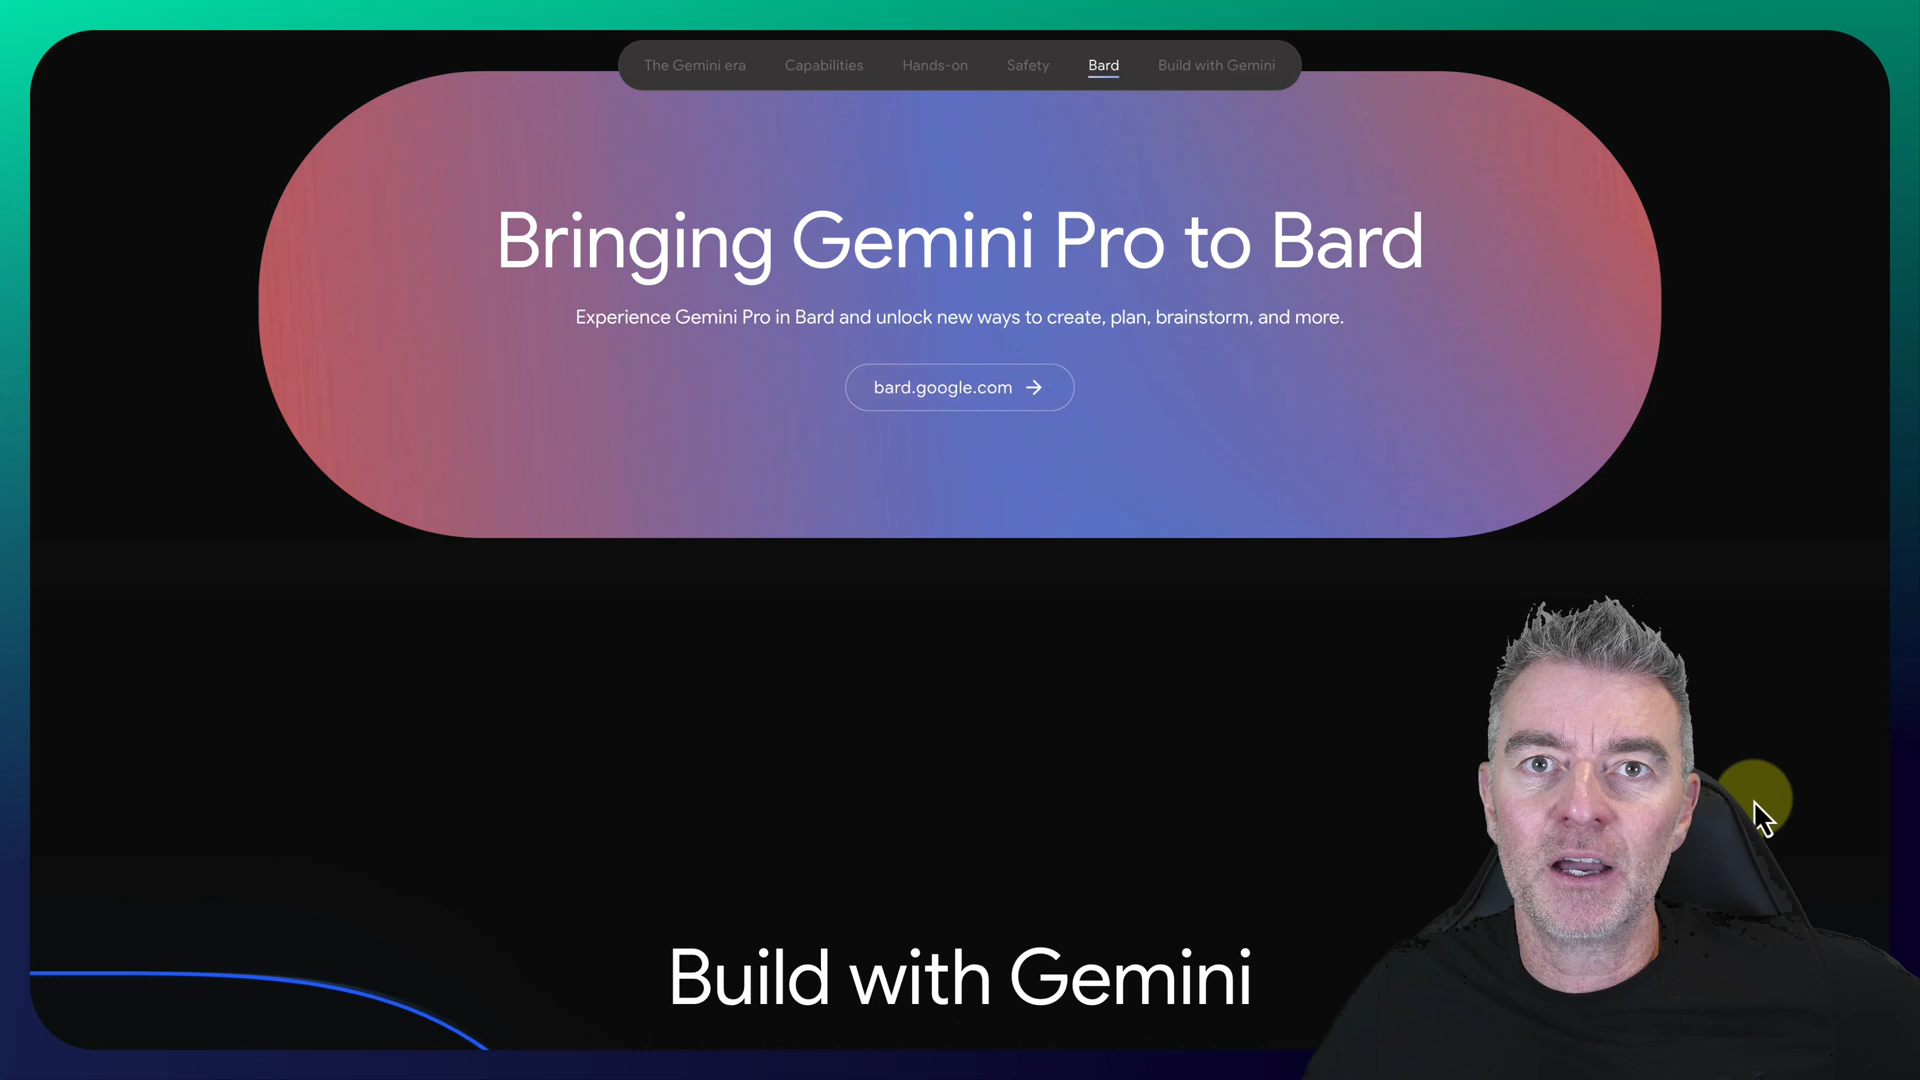 The Gemini era Capabilities Hands-on Safety Bard Build with Gemini
Bringing Gemini Pro to Bard
Experience Gemini Pro in Bard and unlock new ways to create, plan, brainstorm, and more.
bard.google.com →
Build with Gemini